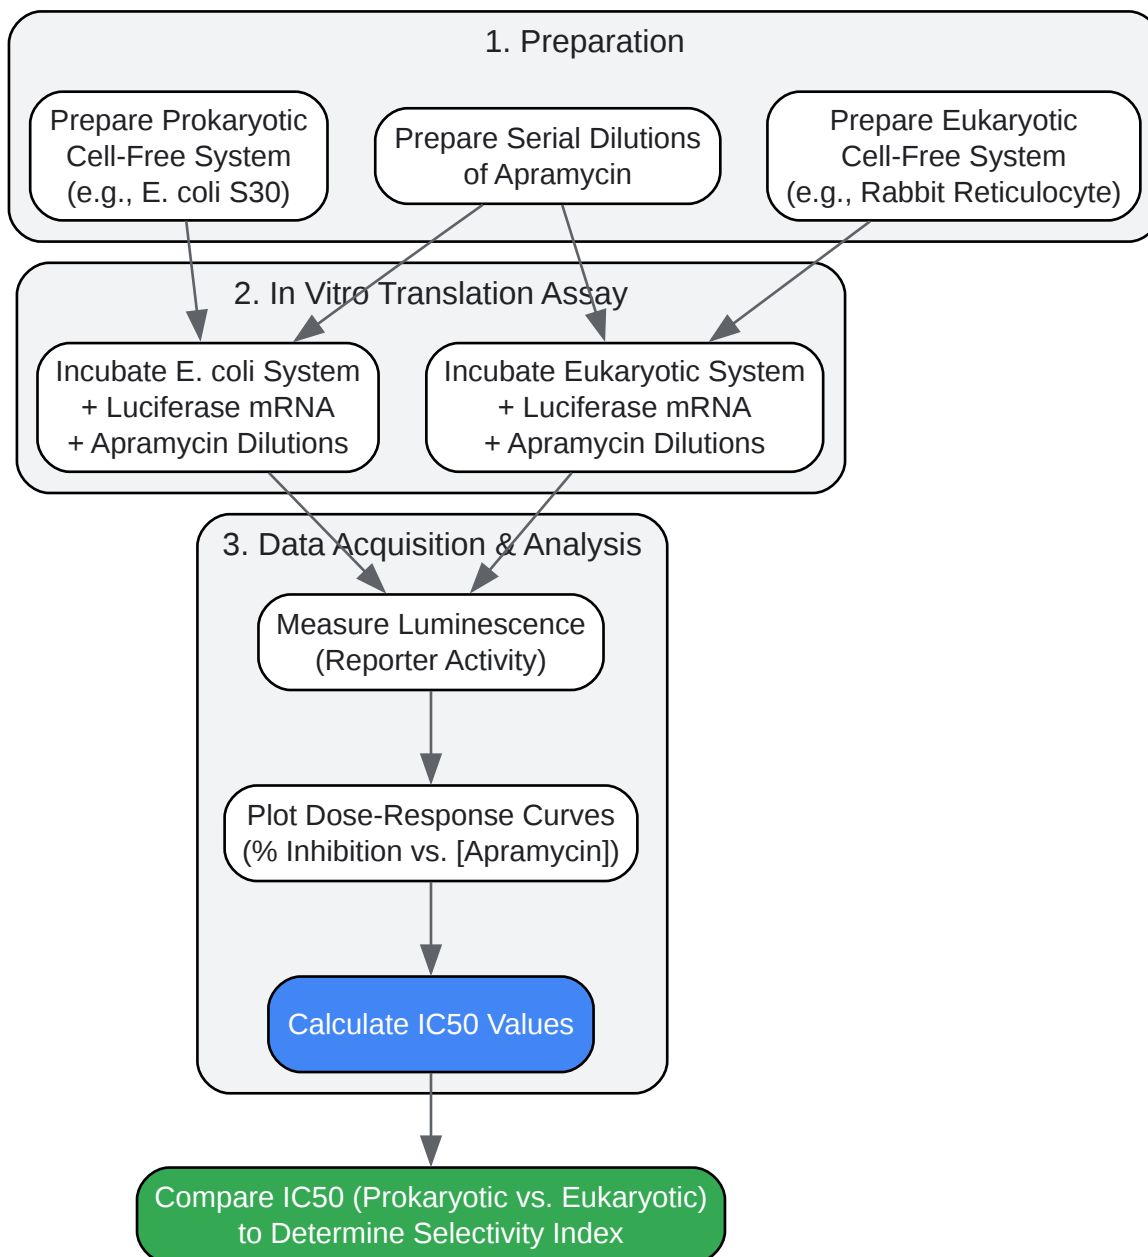 1. Preparation
Prepare Prokaryotic
Cell-Free System
(e.g., E. coli S30)
Prepare Serial Dilutions
of Apramycin
Prepare Eukaryotic
Cell-Free System
(e.g., Rabbit Reticulocyte)
2. In Vitro Translation Assay
Incubate E. coli System
+ Luciferase mRNA
+ Apramycin Dilutions
Incubate Eukaryotic System
+ Luciferase mRNA
+ Apramycin Dilutions
3. Data Acquisition & Analysis
Measure Luminescence
(Reporter Activity)
Plot Dose-Response Curves
(% Inhibition vs. [Apramycin])
Calculate IC50 Values
Compare IC50 (Prokaryotic vs. Eukaryotic)
to Determine Selectivity Index